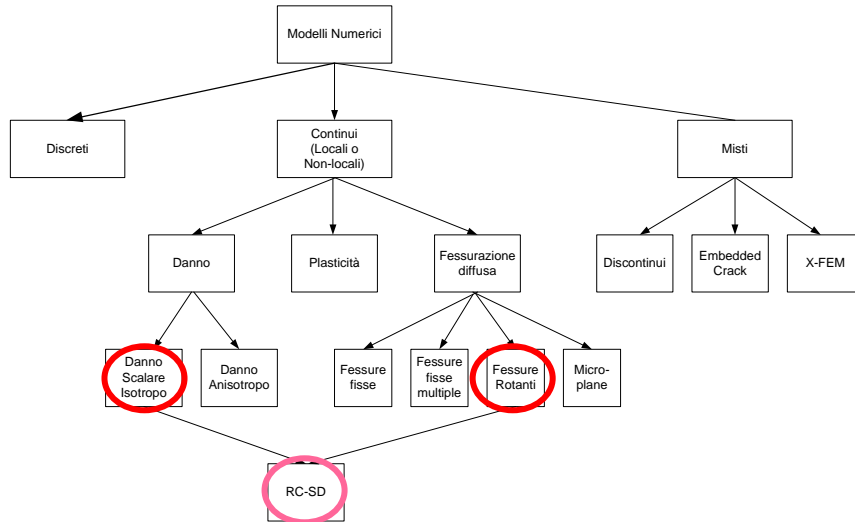 Modelli Numerici
Discreti
Continui
(Locali o
Non-locali)
Misti
Danno
Plasticità
Fessurazione
diffusa
Discontinui
Embedded
Crack
X-FEM
Danno
Scalare
Isotropo
Danno
Anisotropo
Fessure
fisse
Fessure
fisse
multiple
Fessure
Rotanti
Micro-
plane
RC-SD